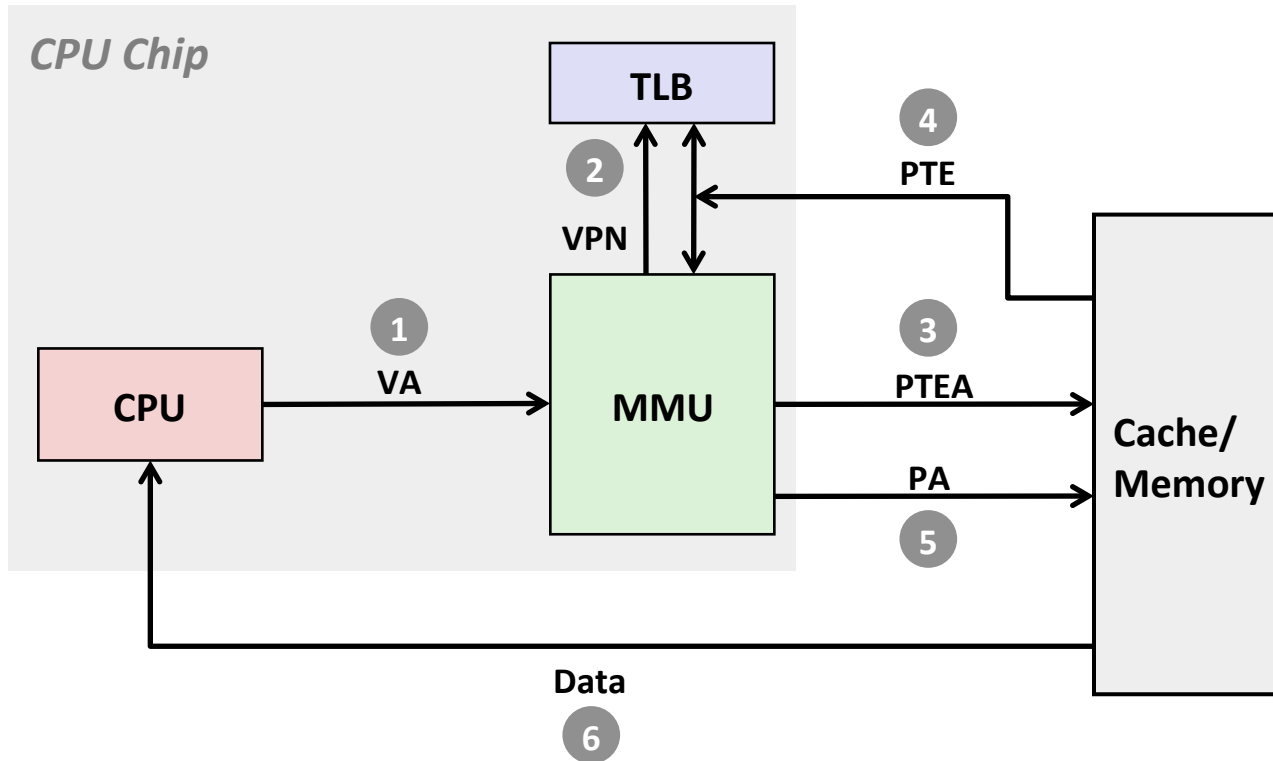 CPU Chip
TLB
2
VPN
4
PTE
1
VA
CPU
MMU
3
PTEA
PA
5
Cache/
Memory
Data
6